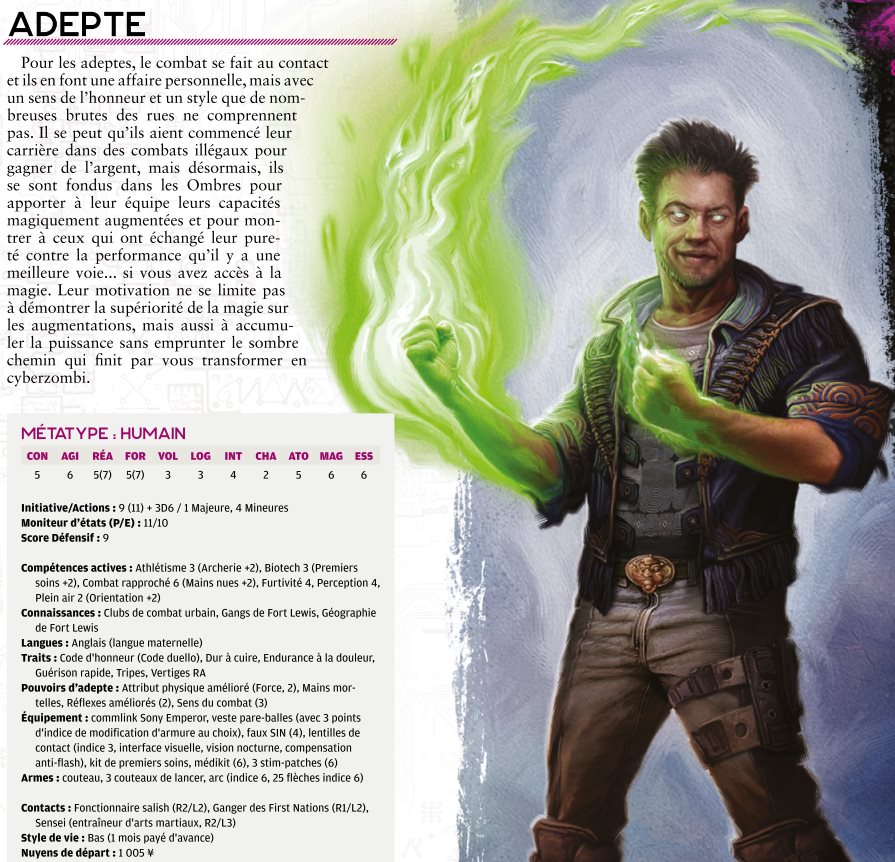 ADEPTE
Pour les adeptes, le combat se fait au contact
et ils en font une affaire personnelle, mais avec
un sens de l'honneur et un style que de nom-
breuses brutes des rues ne comprennent
pas. Il se peut qu'ils aient commencé leur
carrière dans des combats illégaux pour
gagner de l'argent, mais désormais, ils
se sont fondus dans les Ombres pour
apporter à leur équipe leurs capacités
magiquement augmentées et pour mon-
trer à ceux qui ont échangé leur pure-
té contre la performance qu'il y a une
meilleure voie... si vous avez accès à la
magie. Leur motivation ne se limite pas
à démontrer la supériorité de la magie sur
les augmentations, mais aussi à accumu-
ler la puissance sans emprunter le sombre
chemin qui finit par vous transformer en
cyberzombi.
MÉTATYPE : HUMAIN
CON AGI RÉA FOR VOL LOG INT CHA ATO MAG ESS
5 6 5(7) 5(7) 3 3 4 2 5 6 6
Initiative/Actions : 9 (11) + 3D6 / 1 Majeure, 4 Mineures
Moniteur d'états (P/E) : 11/10
Score Défensif : 9
Compétences actives : Athlétisme 3 (Archerie +2), Biotech 3 (Premiers
soins +2), Combat rapproché 6 (Mains nues +2), Furtivité 4, Perception 4,
Plein air 2 (Orientation +2)
Connaissances : Clubs de combat urbain, Gangs de Fort Lewis, Géographie
de Fort Lewis
Langues : Anglais (langue maternelle)
Traits : Code d'honneur (Code duello), Dur à cuire, Endurance à la douleur,
Guérison rapide, Tripes, Vertiges RA
Pouvoirs d'adepte : Attribut physique amélioré (Force, 2), Mains mor-
telles, Réflexes améliorés (2), Sens du combat (3)
Équipement : commlink Sony Emperor, veste pare-balles (avec 3 points
d'indice de modification d'armure au choix), faux SIN (4), lentilles de
contact (indice 3, interface visuelle, vision nocturne, compensation
anti-flash), kit de premiers soins, médikit (6), 3 stim-patches (6)
Armes : couteau, 3 couteaux de lancer, arc (indice 6, 25 flèches indice 6)
Contacts : Fonctionnaire salish (R2/L2), Ganger des First Nations (R1/L2),
Sensei (entraîneur d'arts martiaux, R2/L3)
Style de vie : Bas (1 mois payé d'avance)
Nuyens de départ : 1 005 ¥